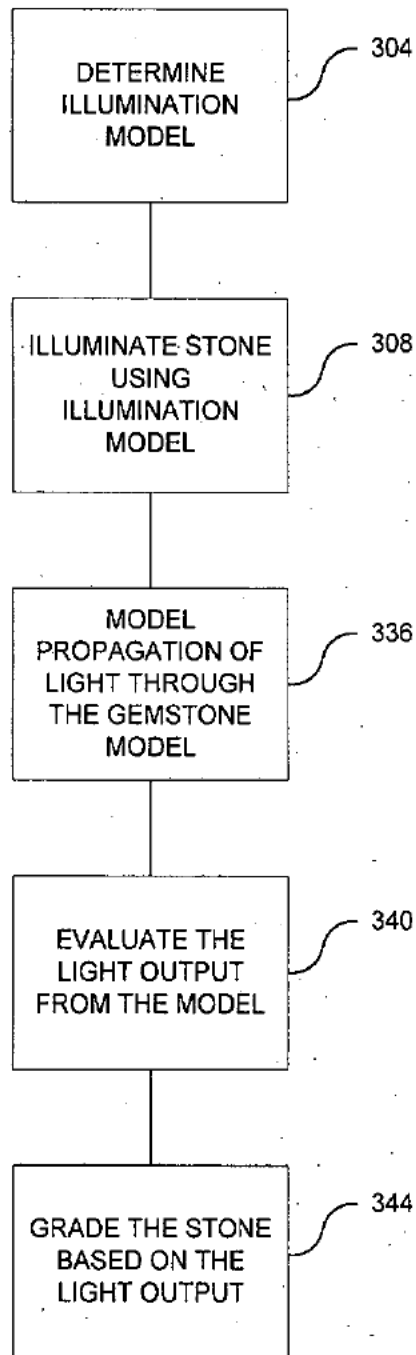 DETERMINE
ILLUMINATION
MODEL
304
ILLUMINATE STONE
USING
ILLUMINATION
MODEL
308
MODEL
PROPAGATION OF
LIGHT THROUGH
THE GEMSTONE
MODEL
336
EVALUATE THE
LIGHT OUTPUT
FROM THE MODEL
340
GRADE THE STONE
BASED ON THE
LIGHT OUTPUT
344